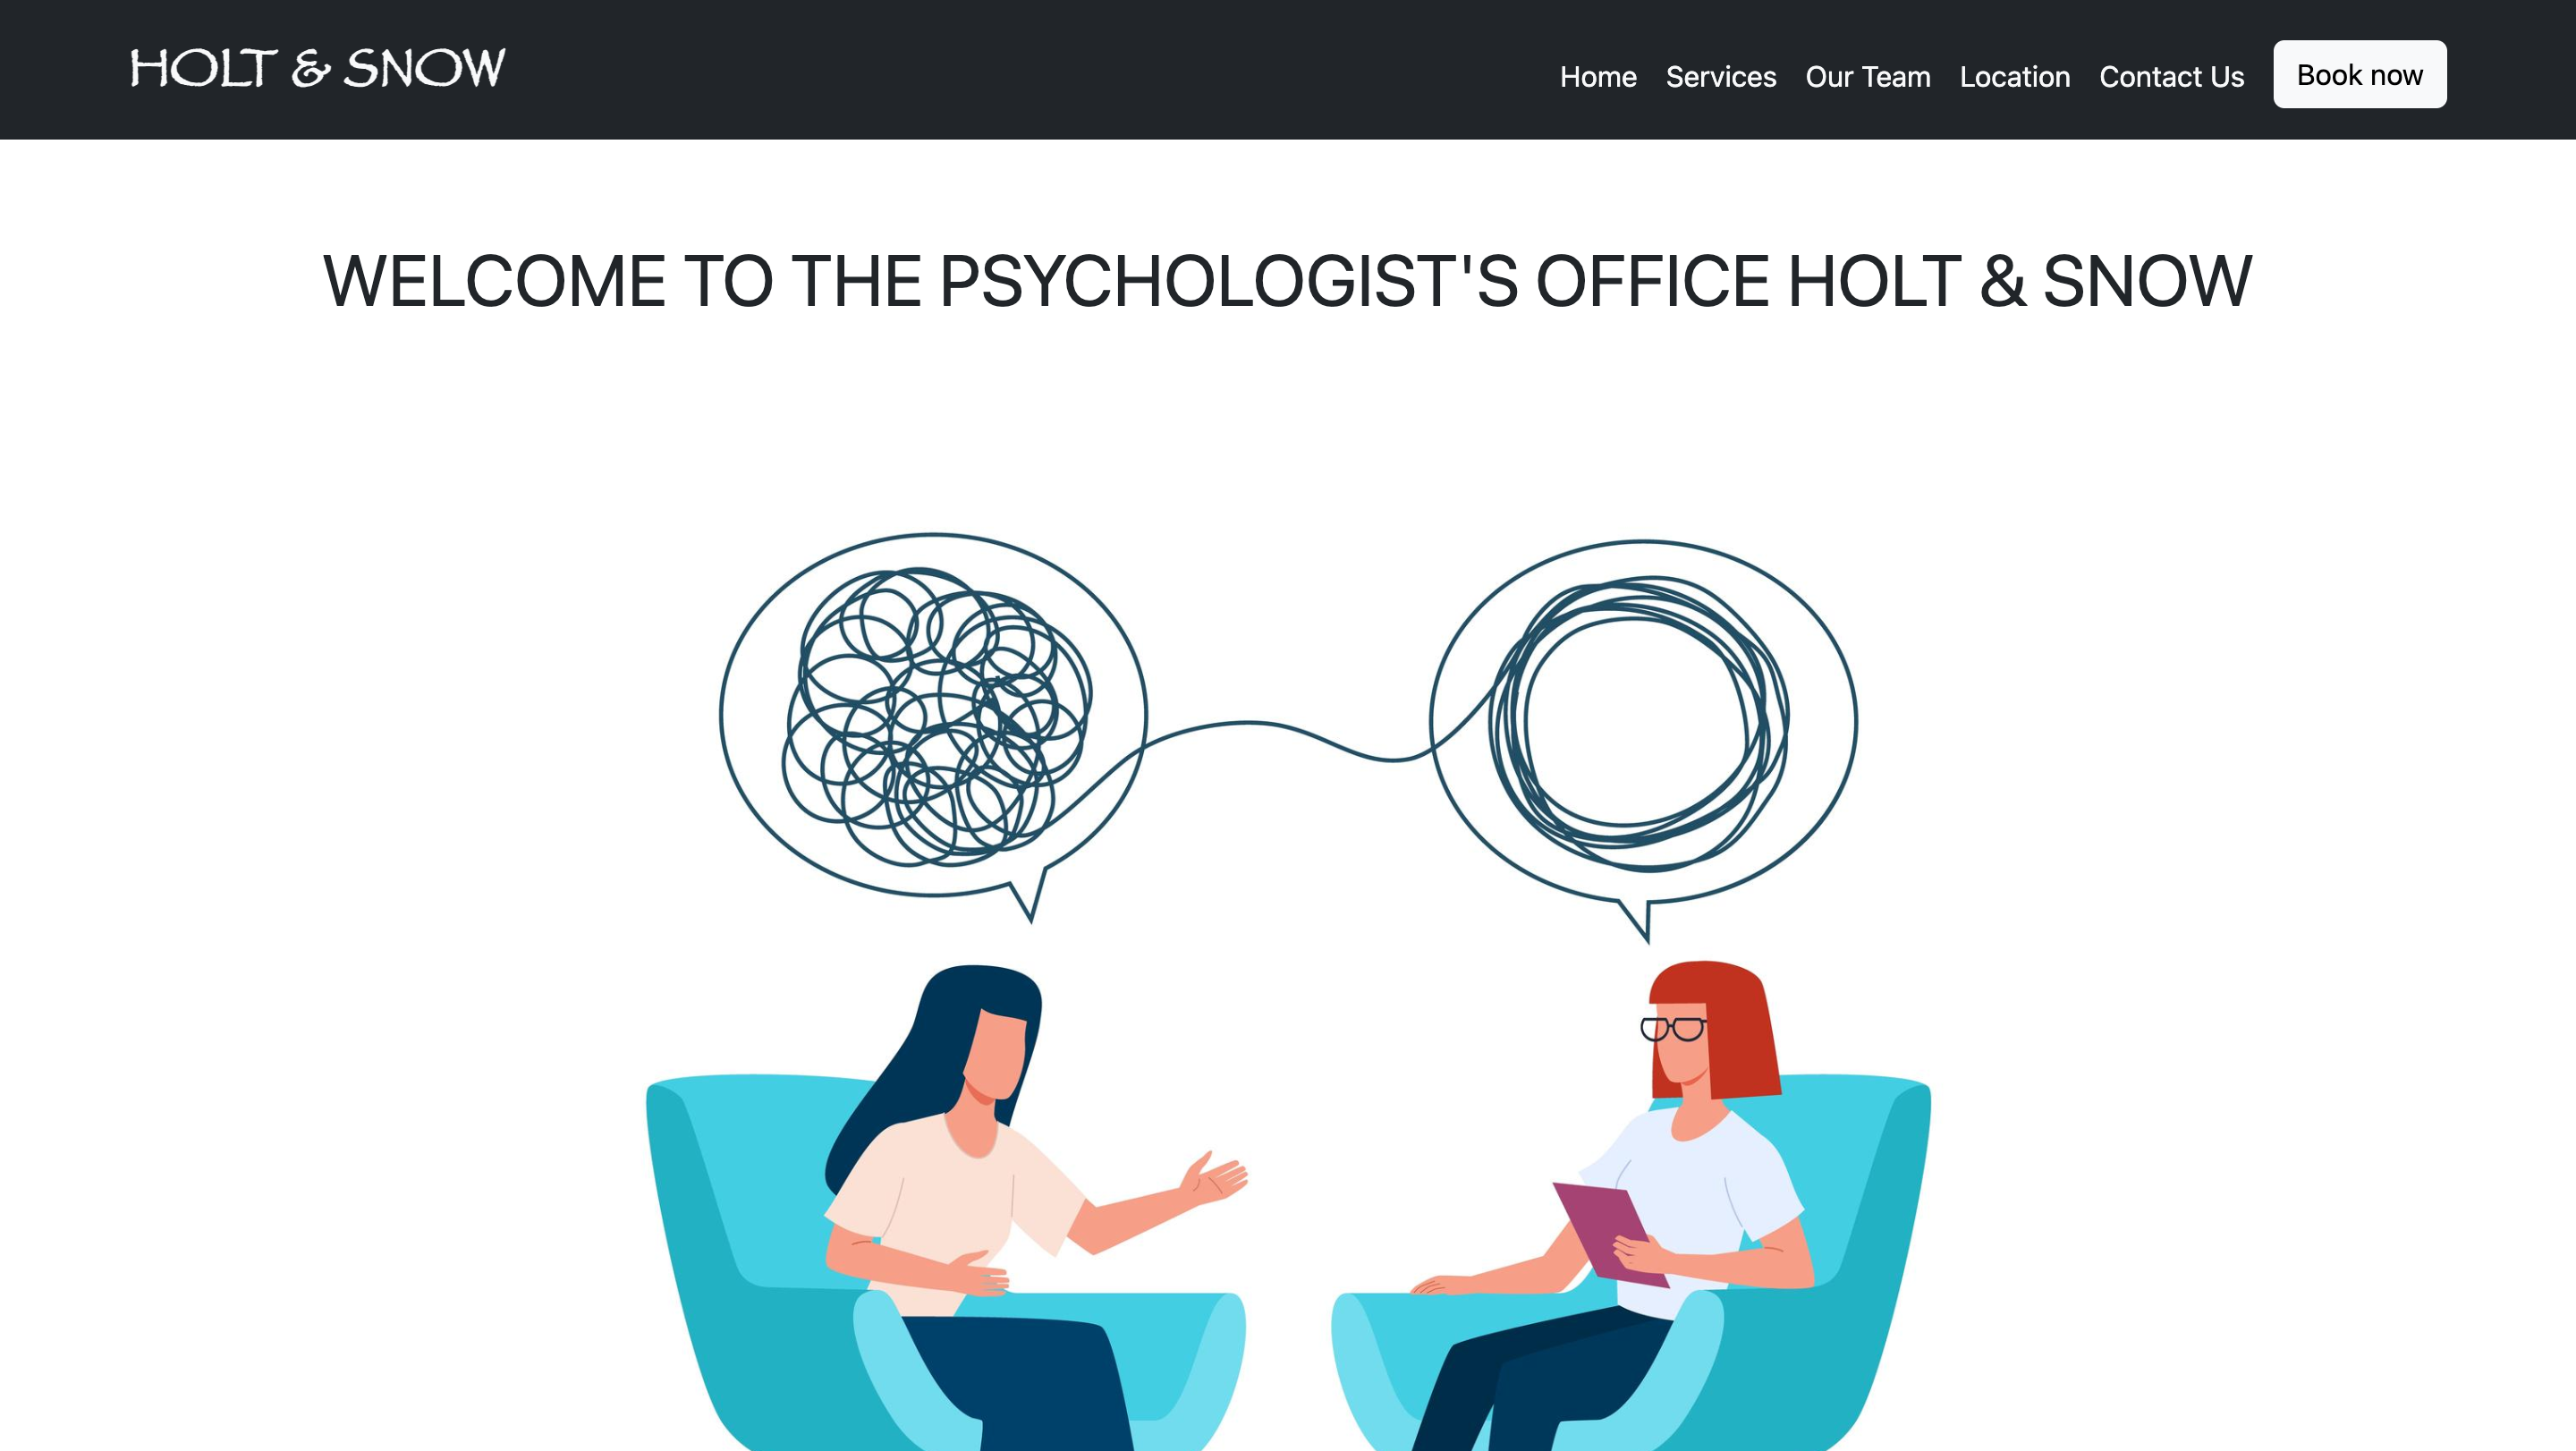 HOLT & SNOW
Home Services Our Team Location Contact Us Book now
WELCOME TO THE PSYCHOLOGIST'S OFFICE HOLT & SNOW